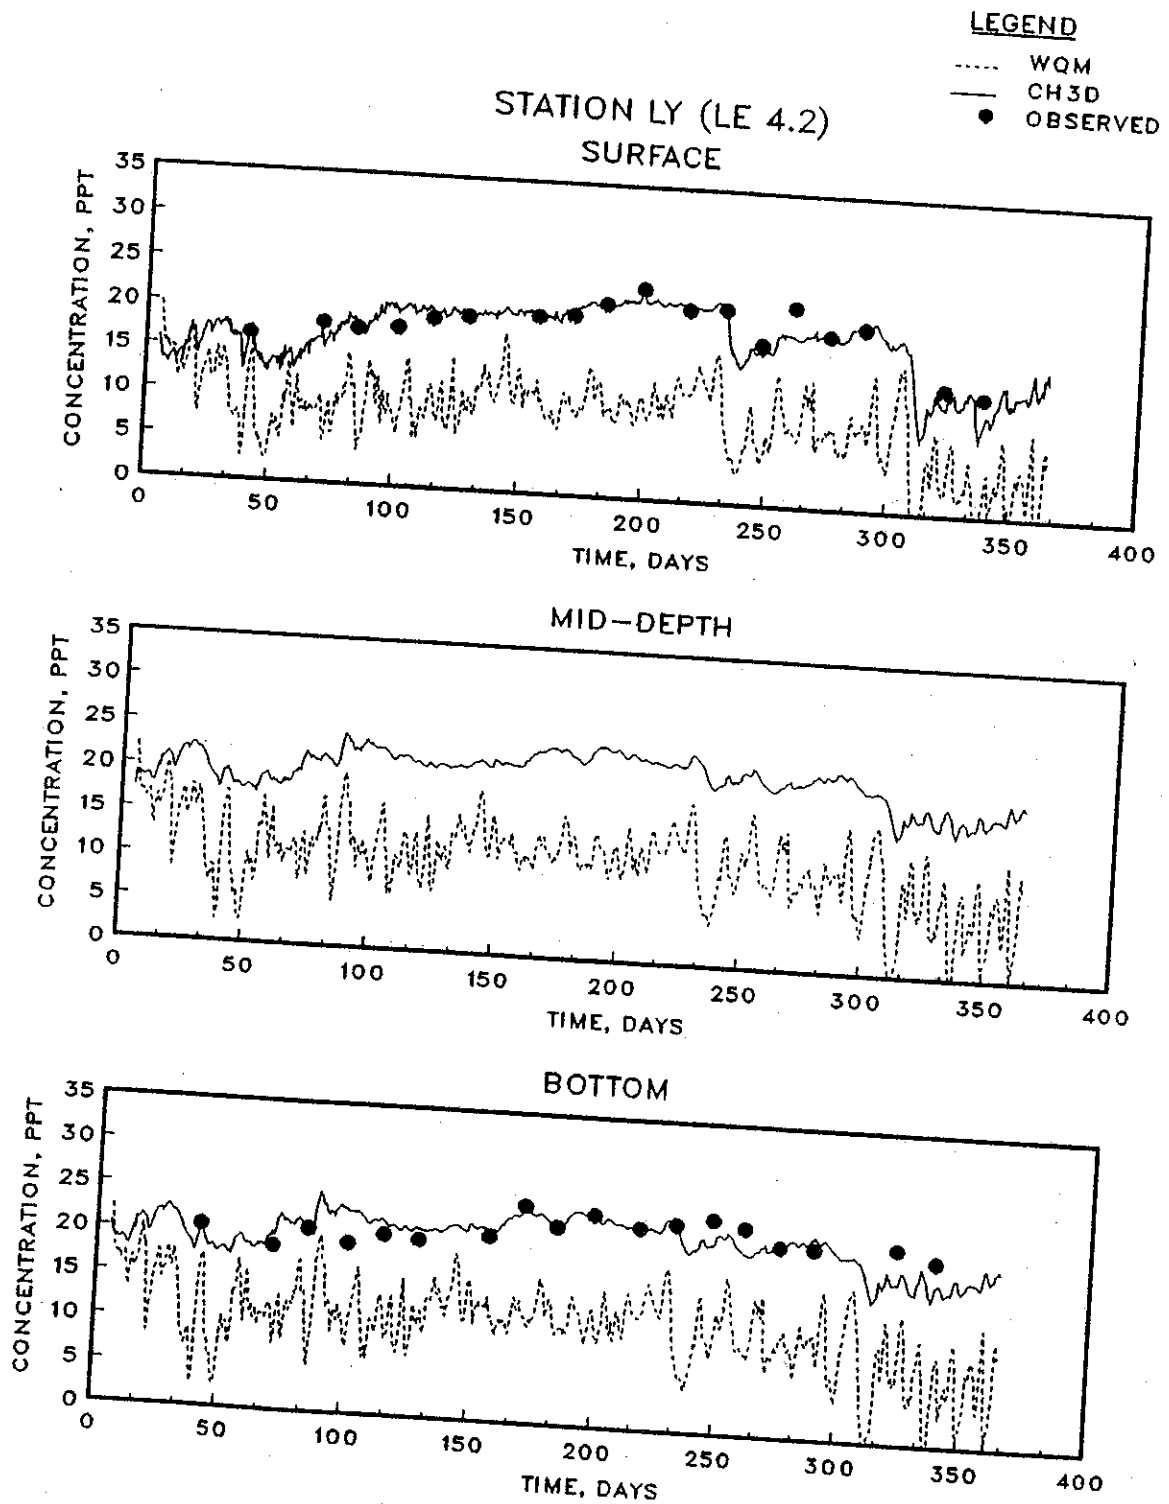 LEGEND
WQM
CH3D
OBSERVED
STATION LY (LE 4.2)
SURFACE
CONCENTRATION, PPT
35
30
25
20
15
10
5
0
0 50 100 150 200 250 300 350 400
TIME, DAYS
MID-DEPTH
CONCENTRATION, PPT
35
30
25
20
15
10
5
0
0 50 100 150 200 250 300 350 400
TIME, DAYS
BOTTOM
CONCENTRATION, PPT
35
30
25
20
15
10
5
0
0 50 100 150 200 250 300 350 400
TIME, DAYS